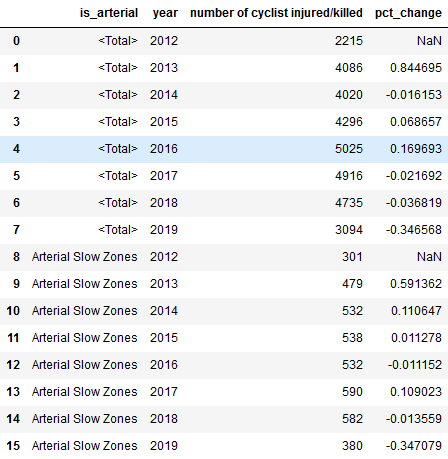 is_arterial year number of cyclist injured/killed pct_change
0 <Total> 2012 2215 NaN
1 <Total> 2013 4086 0.844695
2 <Total> 2014 4020 -0.016153
3 <Total> 2015 4296 0.068657
4 <Total> 2016 5025 0.169693
5 <Total> 2017 4916 -0.021692
6 <Total> 2018 4735 -0.036819
7 <Total> 2019 3094 -0.346568
8 Arterial Slow Zones 2012 301 NaN
9 Arterial Slow Zones 2013 479 0.591362
10 Arterial Slow Zones 2014 532 0.110647
11 Arterial Slow Zones 2015 538 0.011278
12 Arterial Slow Zones 2016 532 -0.011152
13 Arterial Slow Zones 2017 590 0.109023
14 Arterial Slow Zones 2018 582 -0.013559
15 Arterial Slow Zones 2019 380 -0.347079